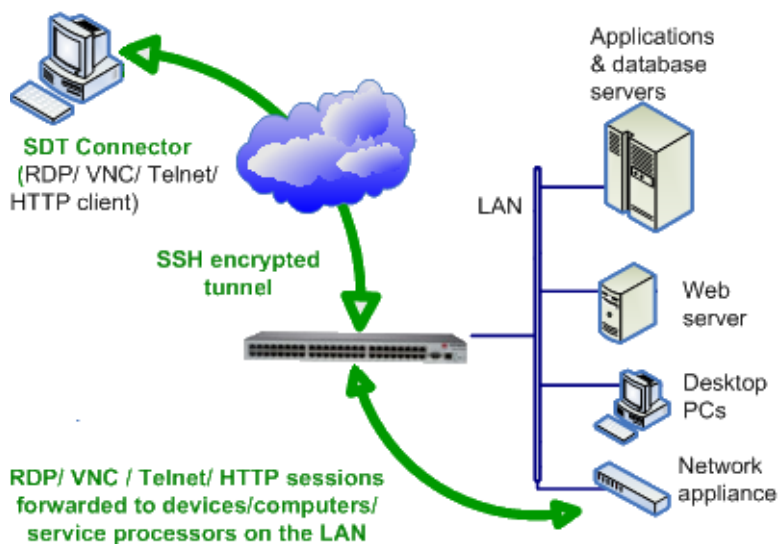 SDT Connector
(RDP/ VNC/ Telnet/
HTTP client)
SSH encrypted
tunnel
RDP/ VNC / Telnet/ HTTP sessions
forwarded to devices/computers/
service processors on the LAN
LAN
Applications
& database
servers
Web
server
Desktop
PCs
Network
appliance